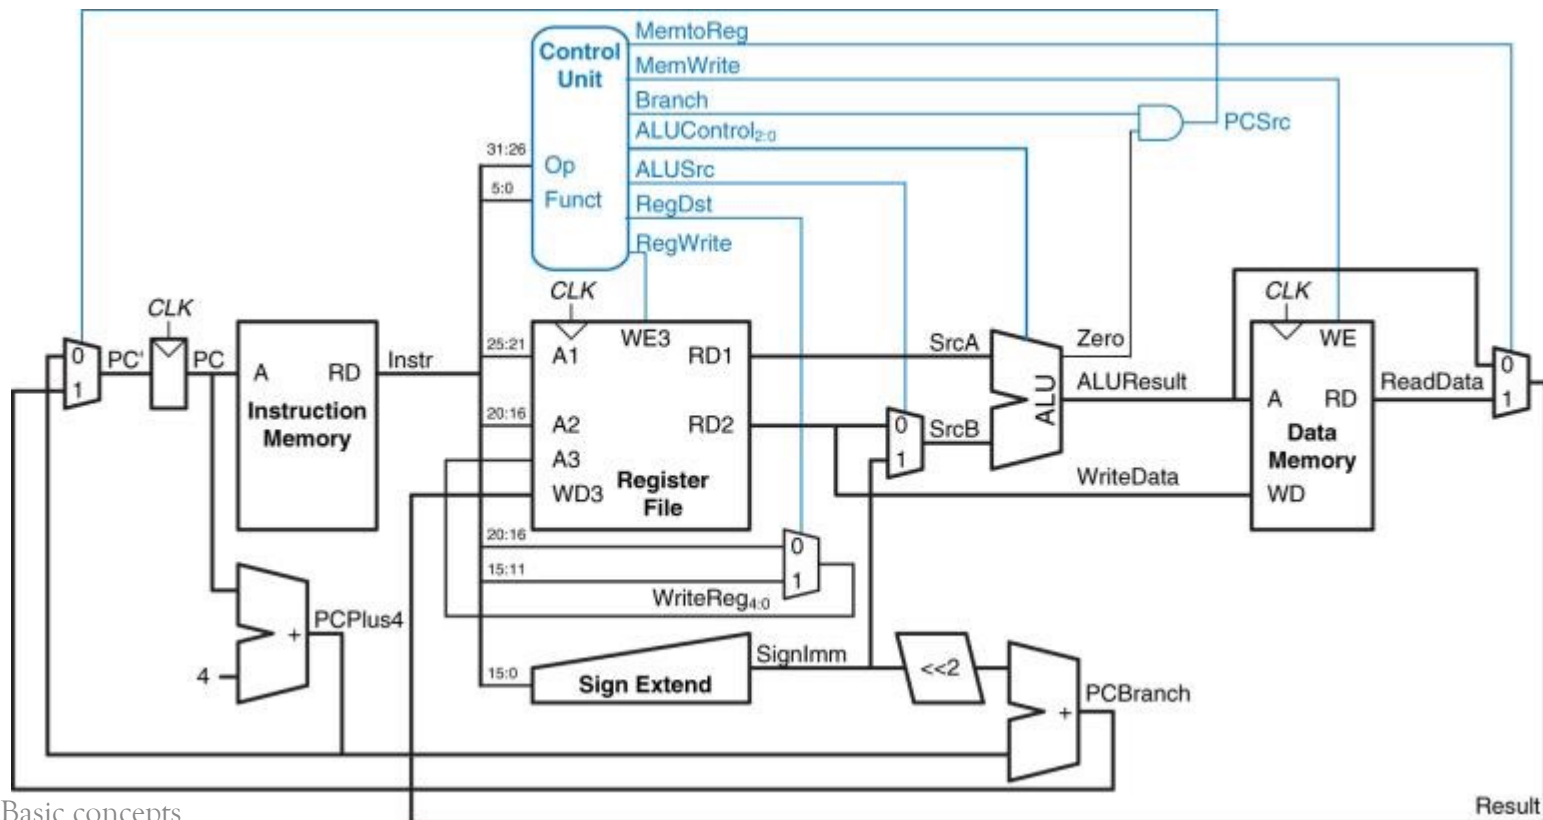 MemtoReg
Control
Unit
MemWrite
Branch
ALUControl2:0
PCSrc
31:26
Op
ALUSrc
5:0
Funct
RegDst
RegWrite
CLK
CLK
CLK
0
1
PC'
PC
A
RD
Instruction
Memory
Instr
25:21
A1
WE3
RD1
20:16
A2
RD2
A3
WD3
Register
File
SrcA
0
1
SrcB
ALU
Zero
ALUResult
WriteData
WE
A
RD
Data
Memory
WD
ReadData
0
1
20:16
0
15:11
1
WriteReg4:0
PCPlus4
+
4
15:0
Sign Extend
SignImm
<<2
+
PCBranch
Basic concepts
Result